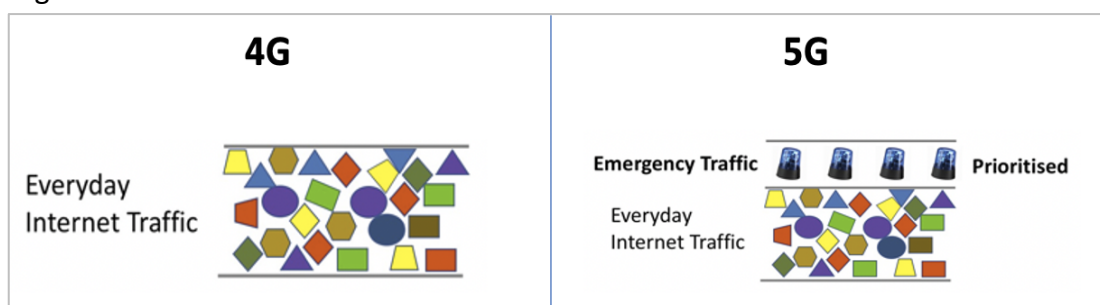 4G
Everyday
Internet Traffic
5G
Emergency Traffic
Prioritised
Everyday
Internet Traffic